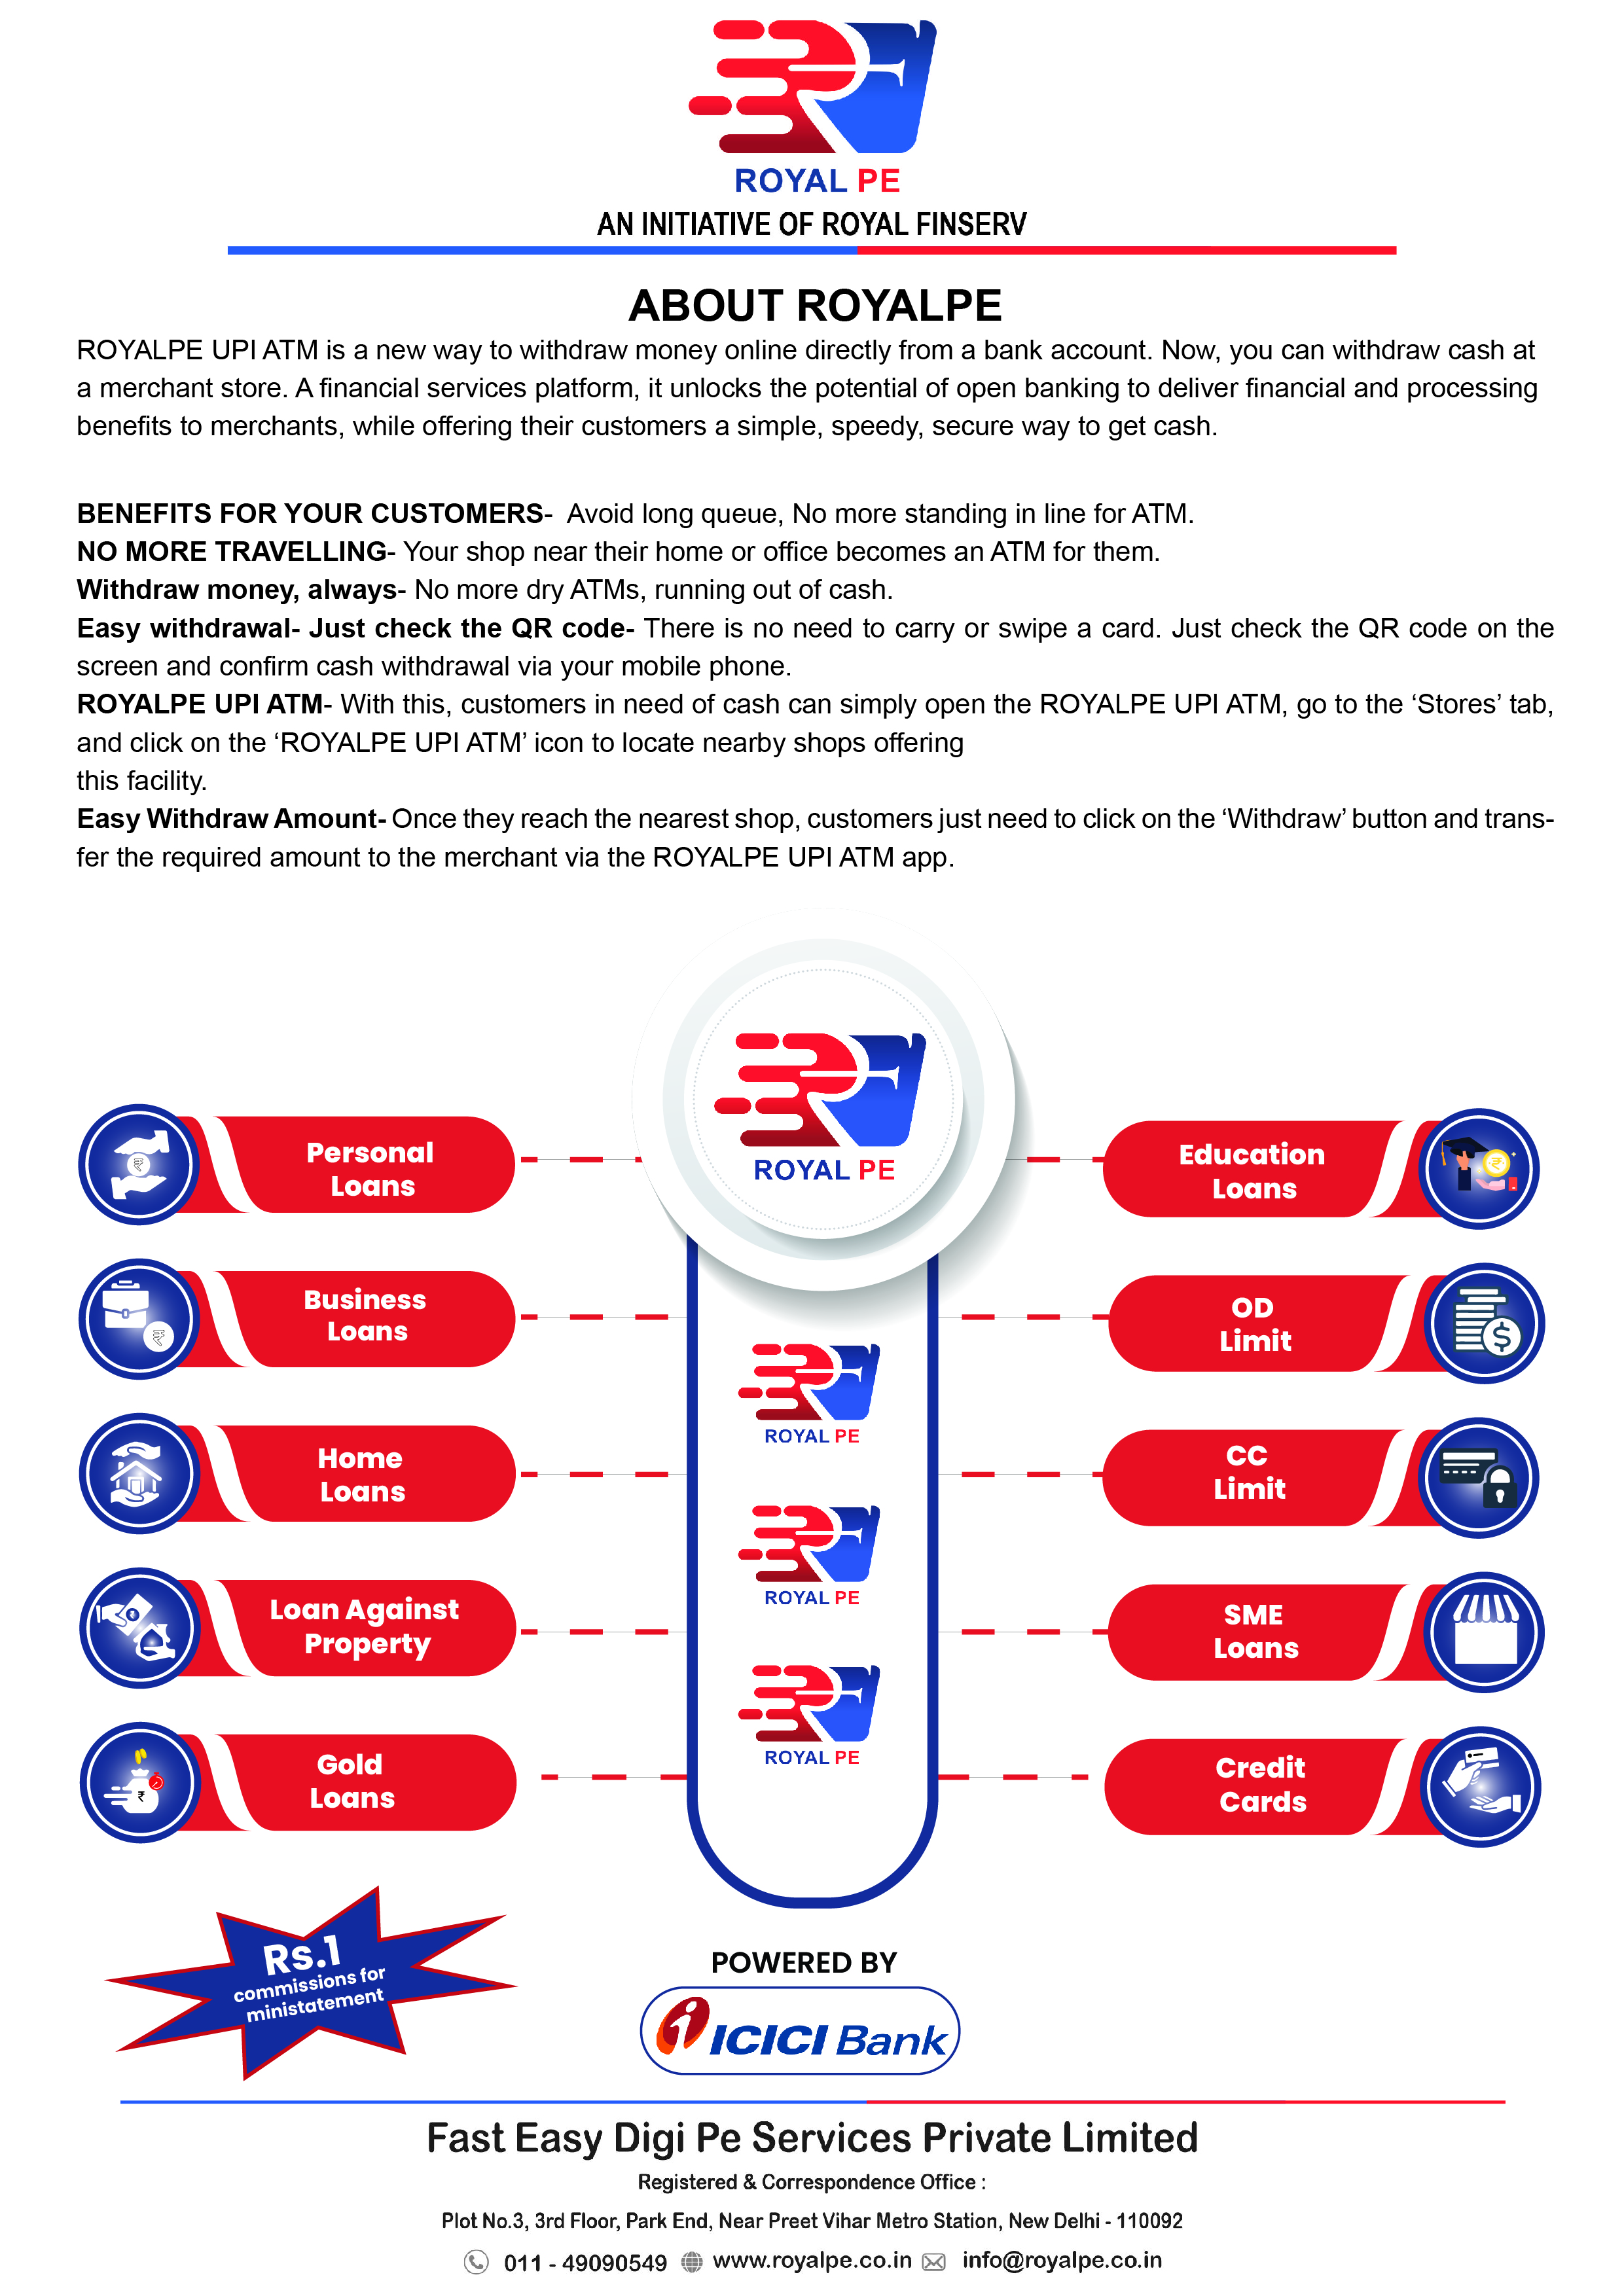 ROYAL PE
AN INITIATIVE OF ROYAL FINSERV
ABOUT ROYALPE
ROYALPE UPI ATM is a new way to withdraw money online directly from a bank account. Now, you can withdraw cash at
a merchant store. A financial services platform, it unlocks the potential of open banking to deliver financial and processing
benefits to merchants, while offering their customers a simple, speedy, secure way to get cash.
BENEFITS FOR YOUR CUSTOMERS- Avoid long queue, No more standing in line for ATM.
NO MORE TRAVELLING- Your shop near their home or office becomes an ATM for them.
Withdraw money, always- No more dry ATMs, running out of cash.
Easy withdrawal- Just check the QR code- There is no need to carry or swipe a card. Just check the QR code on the
screen and confirm cash withdrawal via your mobile phone.
ROYALPE UPI ATM- With this, customers in need of cash can simply open the ROYALPE UPI ATM, go to the ‘Stores’ tab,
and click on the ‘ROYALPE UPI ATM’ icon to locate nearby shops offering
this facility.
Easy Withdraw Amount- Once they reach the nearest shop, customers just need to click on the ‘Withdraw’ button and trans-
fer the required amount to the merchant via the ROYALPE UPI ATM app.
ROYAL PE
Personal
Loans
Business
Loans
Home
Loans
Loan Against
Property
Gold
Loans
ROYAL PE
ROYAL PE
ROYAL PE
Education
Loans
OD
Limit
CC
Limit
SME
Loans
Credit
Cards
Rs.1
commissions for
ministatement
POWERED BY
ICICI Bank
Fast Easy Digi Pe Services Private Limited
Registered & Correspondence Office :
Plot No.3, 3rd Floor, Park End, Near Preet Vihar Metro Station, New Delhi - 110092
011 - 49090549 www.royalpe.co.in info@royalpe.co.in